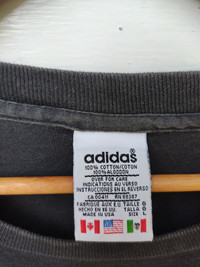 adidas
100% COTTON/COTON
100% ALGODON
OVER FOR CARE
INDICATIONS AU VERSO
INSTRUCCIONES EN EL REVERSO
CA 00411 RN 88387
FABRIQUE AUX E.U TAILLE G
HECHO EN EE UU. TALLA G
MADE IN USA SIZE L